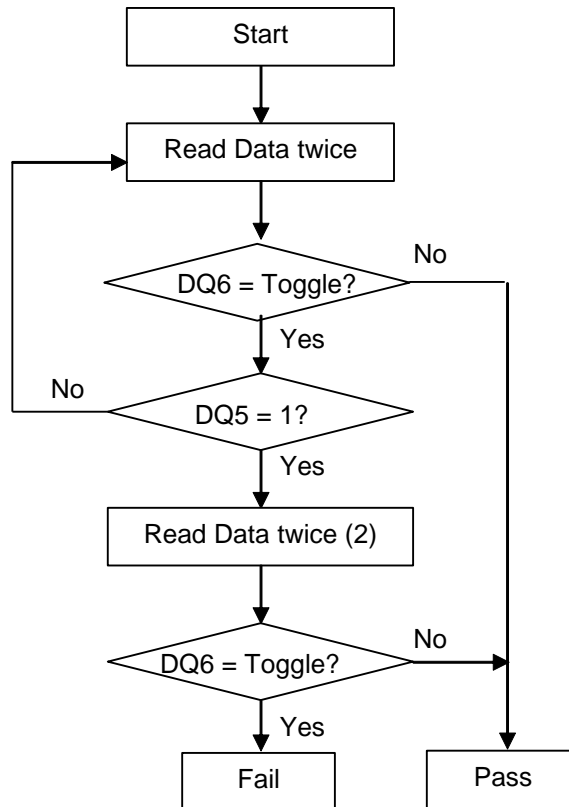 Start
Read Data twice
No
DQ6 = Toggle?
Yes
No
DQ5 = 1?
Yes
Read Data twice (2)
No
DQ6 = Toggle?
Yes
Fail
Pass